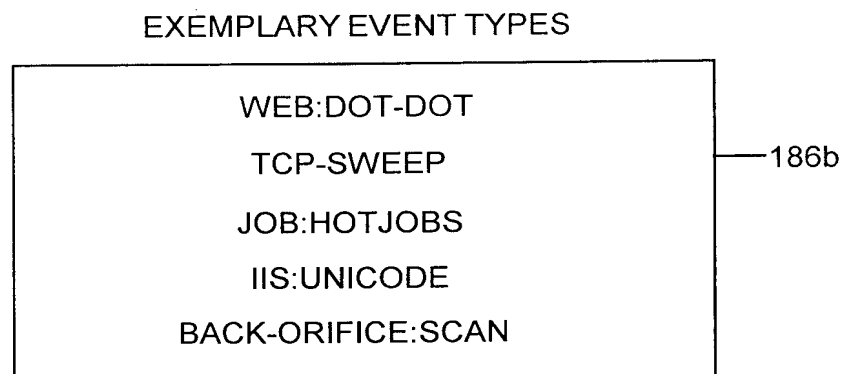 EXEMPLARY EVENT TYPES
WEB:DOT-DOT
TCP-SWEEP
186b
JOB:HOTJOBS
IIS:UNICODE
BACK-ORIFICE:SCAN